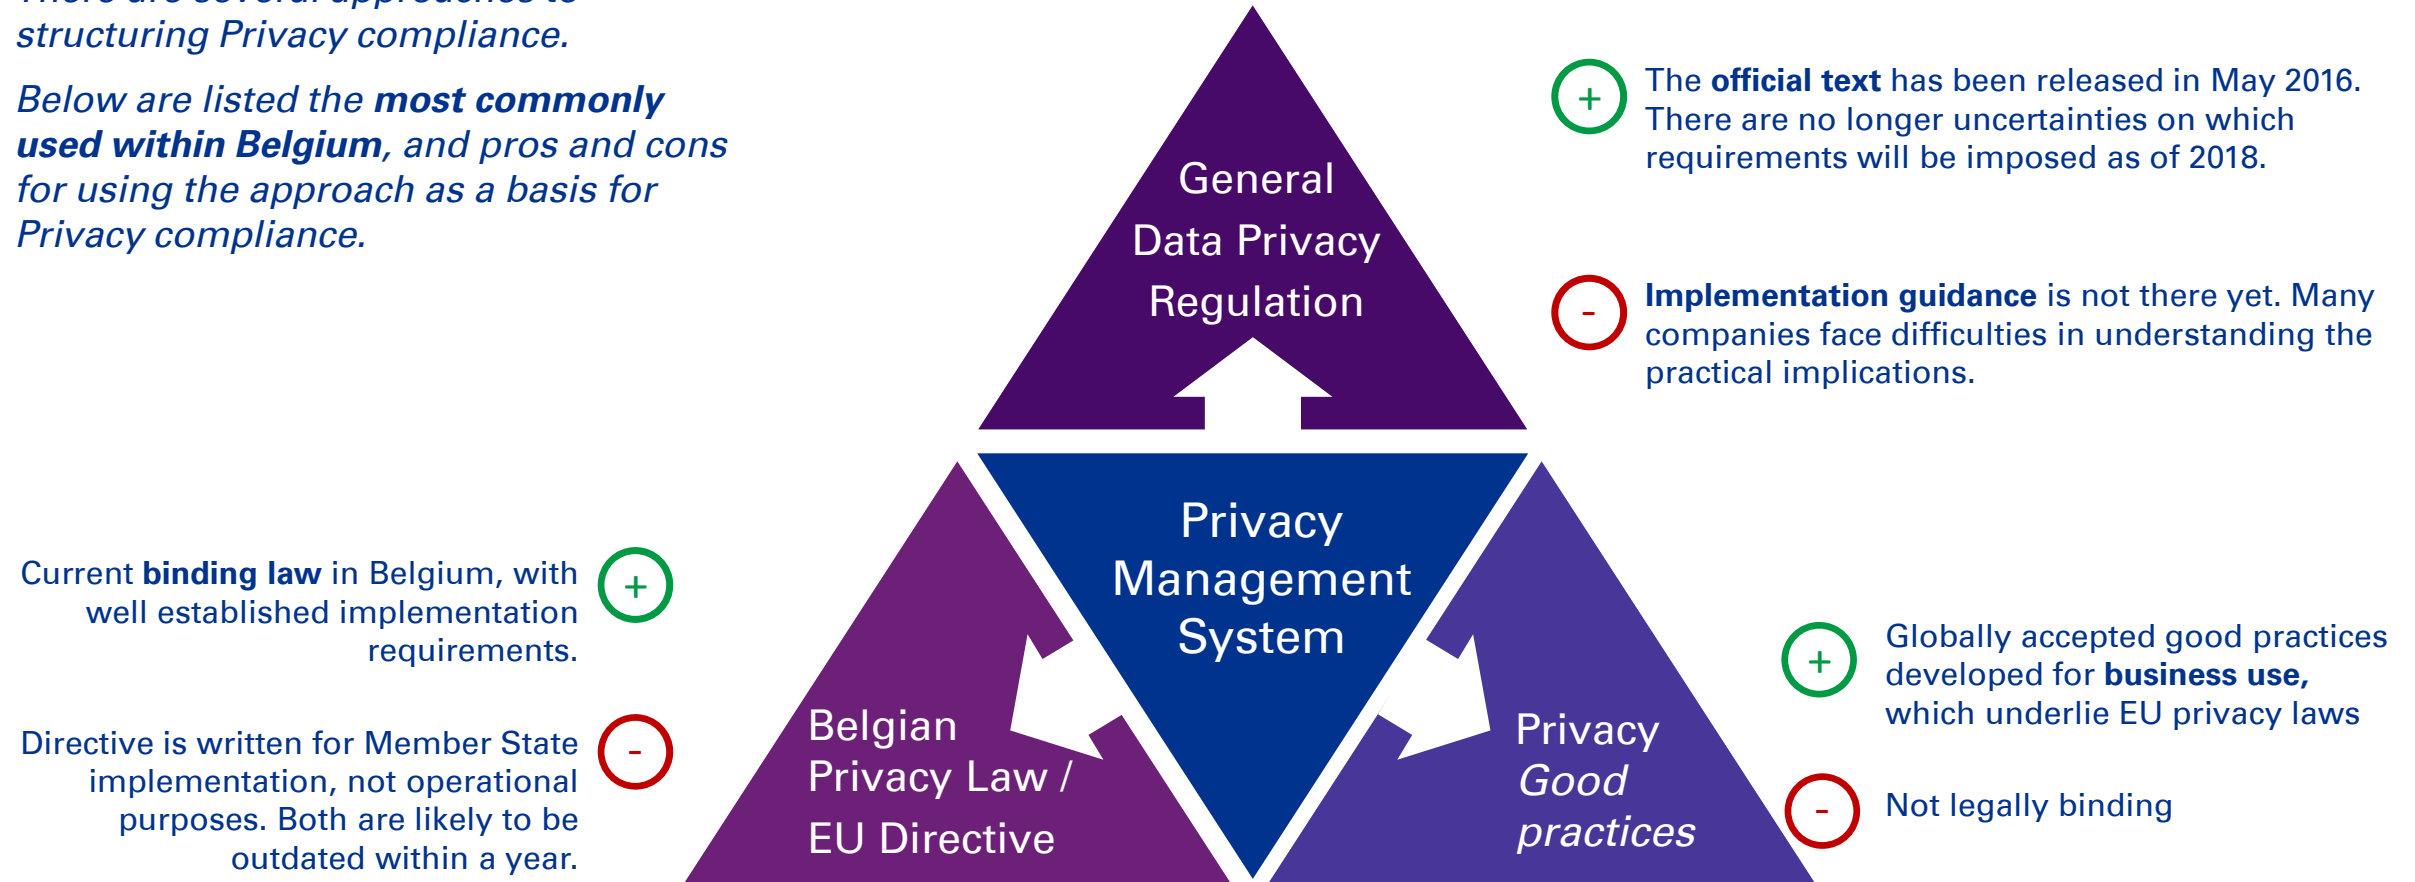 There are several approaches to
structuring Privacy compliance.
Below are listed the most commonly
used within Belgium, and pros and cons
for using the approach as a basis for
Privacy compliance.
General
Data Privacy
Regulation
+
The official text has been released in May 2016.
There are no longer uncertainties on which
requirements will be imposed as of 2018.
-
Implementation guidance is not there yet. Many
companies face difficulties in understanding the
practical implications.
Privacy
Management
System
Current binding law in Belgium, with
well established implementation
requirements.
+
Directive is written for Member State
implementation, not operational
purposes. Both are likely to be
outdated within a year.
-
Belgian
Privacy Law /
EU Directive
Privacy
Good
practices
+
Globally accepted good practices
developed for business use,
which underlie EU privacy laws
-
Not legally binding